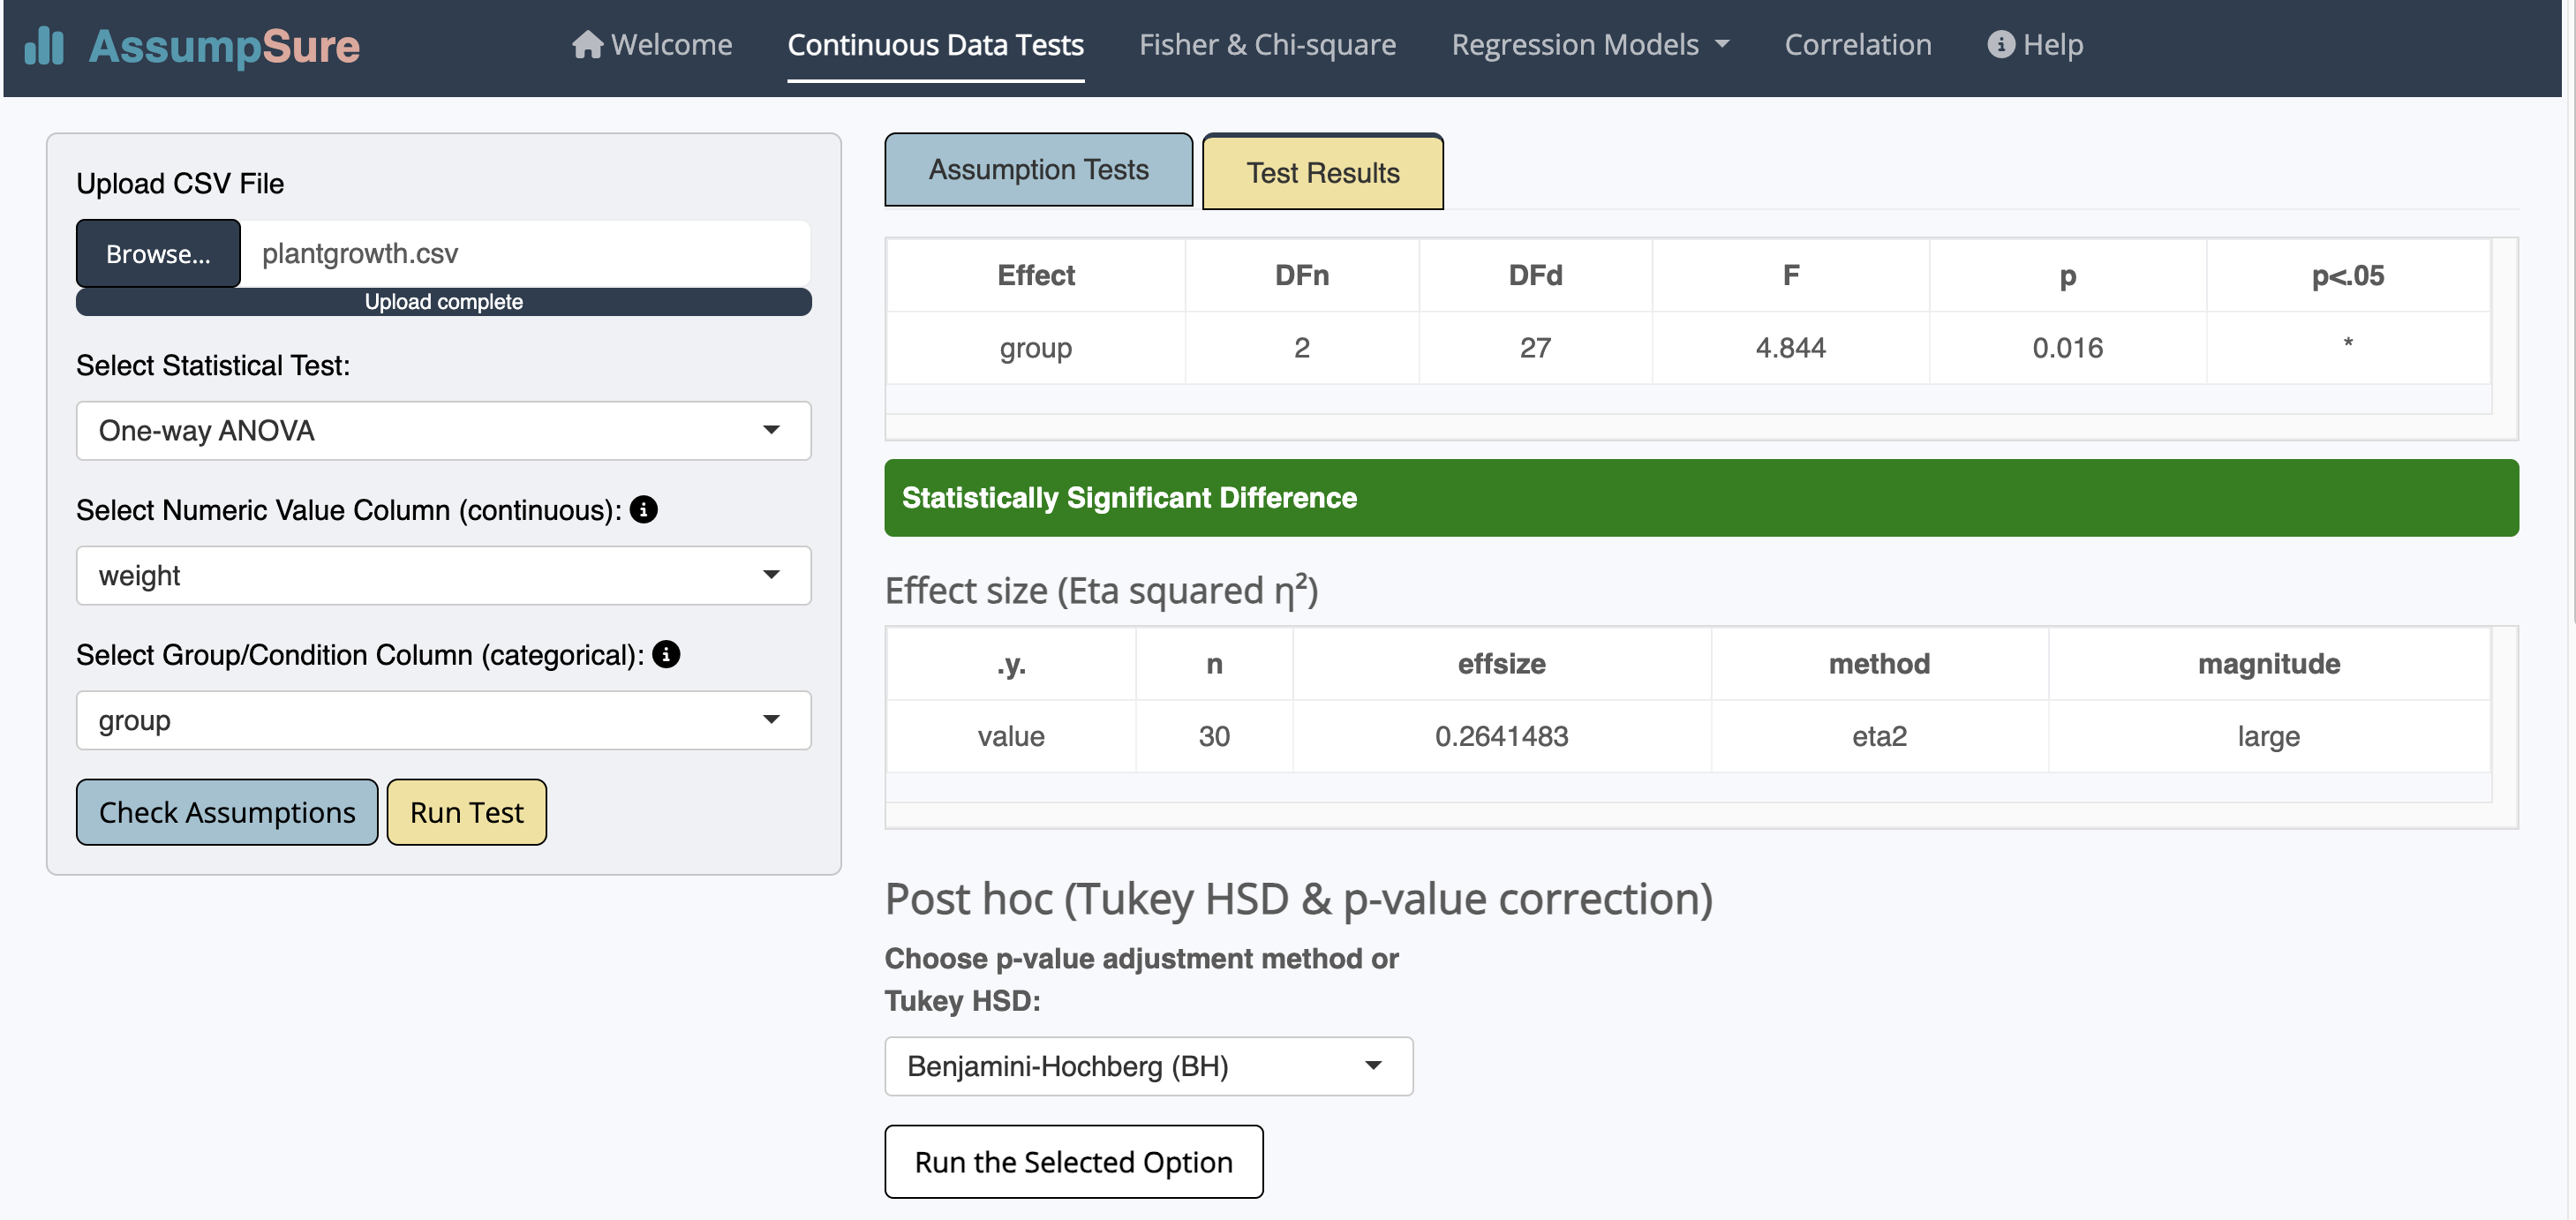 AssumpSure
Welcome
Continuous Data Tests
Fisher & Chi-square
Regression Models
Correlation
Help
Upload CSV File
Browse... plantgrowth.csv
Upload complete
Select Statistical Test:
One-way ANOVA
Select Numeric Value Column (continuous):
weight
Select Group/Condition Column (categorical):
group
Check Assumptions
Run Test
Assumption Tests
Test Results
Effect DFn DFd F p p<.05
group 2 27 4.844 0.016 *
Statistically Significant Difference
Effect size (Eta squared η²)
.y. n effsize method magnitude
value 30 0.2641483 eta2 large
Post hoc (Tukey HSD & p-value correction)
Choose p-value adjustment method or
Tukey HSD:
Benjamini-Hochberg (BH)
Run the Selected Option